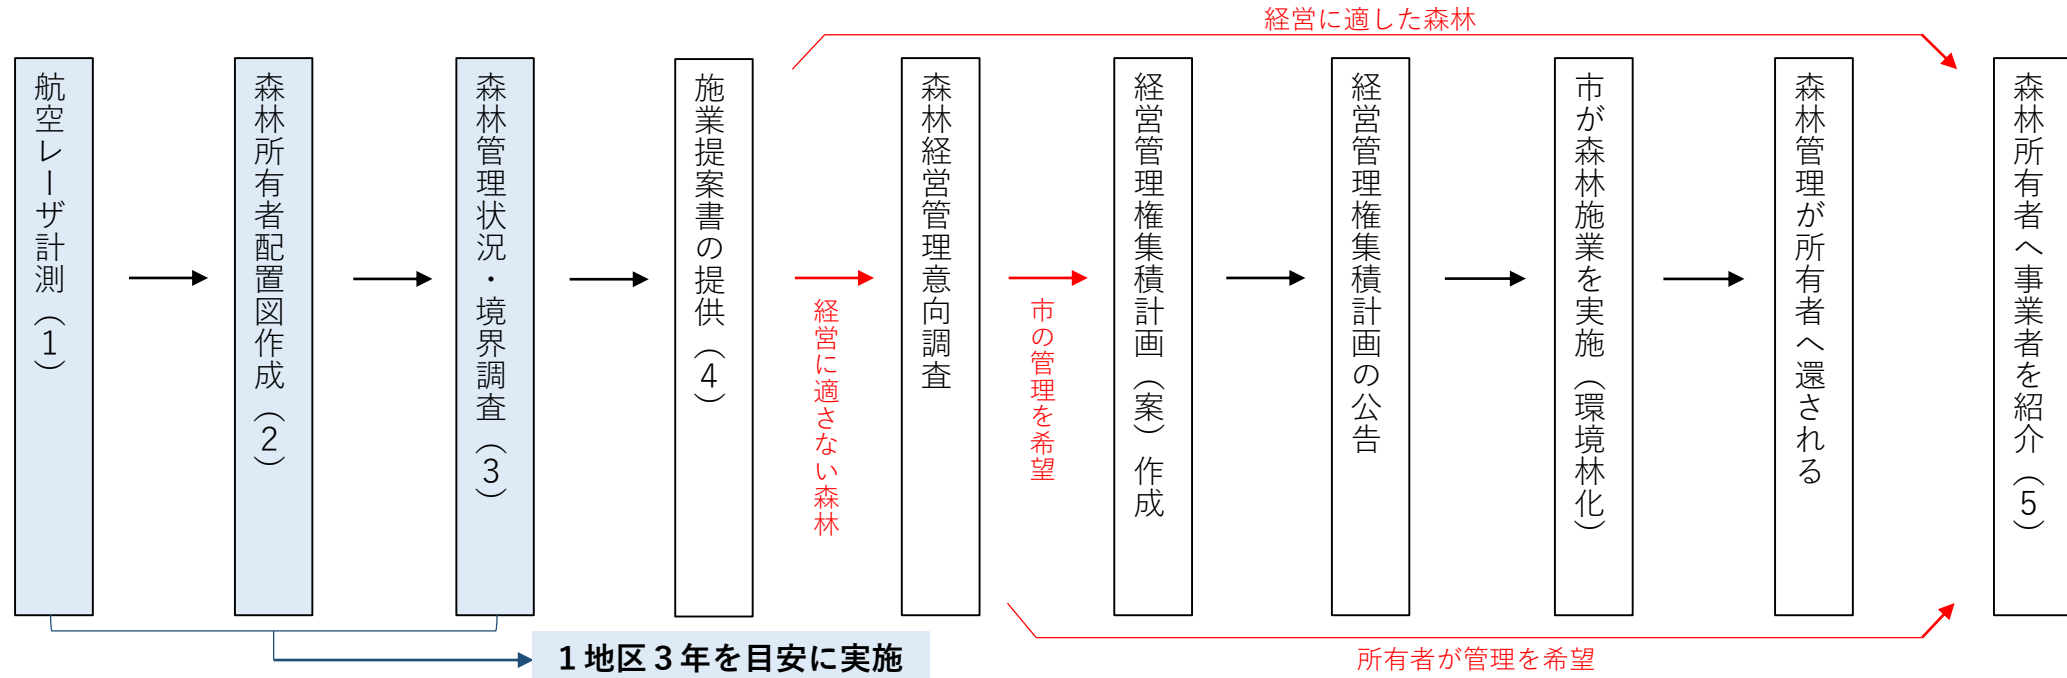 経営に適した森林
航空レーザ計測（1）
森林所有者配置図作成（2）
森林管理状況・境界調査（3）
施業提案書の提供（4）
経営に適さない森林
森林経営管理意向調査
市の管理を希望
経営管理権集積計画（案）作成
経営管理権集積計画の公告
市が森林施業を実施（環境林化）
森林管理が所有者へ還される
森林所有者へ事業者を紹介（5）
１地区３年を目安に実施
所有者が管理を希望